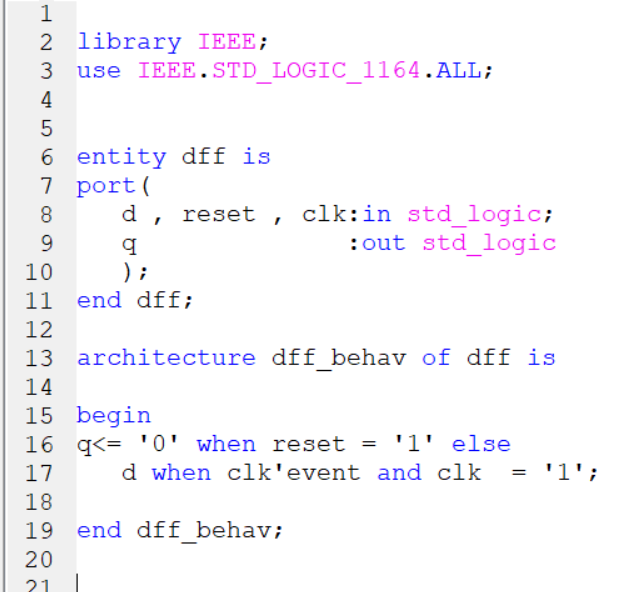 1
2 library IEEE;
3 use IEEE.STD_LOGIC_1164.ALL;
4
5
6 entity dff is
7 port(
8    d , reset , clk:in std_logic;
9    q              :out std_logic
10    );
11 end dff;
12
13 architecture dff_behav of dff is
14
15 begin
16 q<= '0' when reset = '1' else
17    d when clk'event and clk  = '1';
18
19 end dff_behav;
20
21